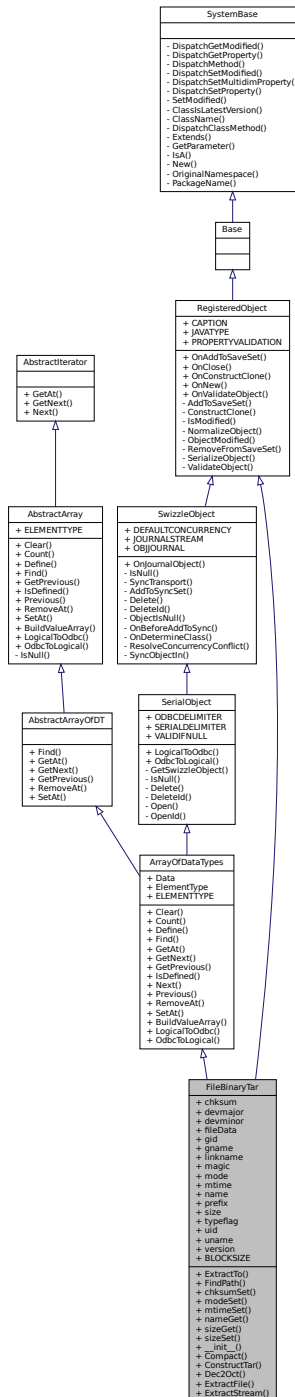 SystemBase
- DispatchGetModified()
- DispatchGetProperty()
- DispatchMethod()
- DispatchSetModified()
- DispatchSetMultidimProperty()
- DispatchSetProperty()
- SetModified()
- ClassIsLatestVersion()
- ClassName()
- DispatchClassMethod()
- Extends()
- GetParameter()
- IsA()
- New()
- OriginalNamespace()
- PackageName()
Base
RegisteredObject
+ CAPTION
+ JAVATYPE
+ PROPERTYVALIDATION
+ OnAddToSaveSet()
+ OnClose()
+ OnConstructClone()
+ OnNew()
+ OnValidateObject()
- AddToSaveSet()
- ConstructClone()
- IsModified()
- NormalizeObject()
- ObjectModified()
- RemoveFromSaveSet()
- SerializeObject()
- ValidateObject()
AbstractIterator
+ GetAt()
+ GetNext()
+ Next()
AbstractArray
+ ELEMENTTYPE
+ Clear()
+ Count()
+ Define()
+ Find()
+ GetPrevious()
+ IsDefined()
+ Previous()
+ RemoveAt()
+ SetAt()
+ BuildValueArray()
+ LogicalToOdbc()
+ OdbcToLogical()
- IsNull()
SwizzleObject
+ DEFAULTCONCURRENCY
+ JOURNALSTREAM
+ OBJJOURNAL
+ OnJournalObject()
- IsNull()
- SyncTransport()
- AddToSyncSet()
- Delete()
- DeleteId()
- ObjectIsNull()
- OnBeforeAddToSync()
- OnDetermineClass()
- ResolveConcurrencyConflict()
- SyncObjectIn()
AbstractArrayOfDT
+ Find()
+ GetAt()
+ GetNext()
+ GetPrevious()
+ RemoveAt()
+ SetAt()
SerialObject
+ ODBCDELIMITER
+ SERIALDELIMITER
+ VALIDIFNULL
+ LogicalToOdbc()
+ OdbcToLogical()
- GetSwizzleObject()
- IsNull()
- Delete()
- DeleteId()
- Open()
- OpenId()
ArrayOfDataTypes
+ Data
+ ElementType
+ ELEMENTTYPE
+ Clear()
+ Count()
+ Define()
+ Find()
+ GetAt()
+ GetNext()
+ GetPrevious()
+ IsDefined()
+ Next()
+ Previous()
+ RemoveAt()
+ SetAt()
+ BuildValueArray()
+ LogicalToOdbc()
+ OdbcToLogical()
FileBinaryTar
+ chksum
+ devmajor
+ devminor
+ fileData
+ gid
+ gname
+ linkname
+ magic
+ mode
+ mtime
+ name
+ prefix
+ size
+ typeflag
+ uid
+ uname
+ version
+ BLOCKSIZE
+ ExtractTo()
+ FindPath()
+ chksumSet()
+ modeSet()
+ mtimeSet()
+ nameGet()
+ sizeGet()
+ sizeSet()
+ __init__()
+ Compact()
+ ConstructTar()
+ Dec2Oct()
+ ExtractFile()
+ ExtractStream()